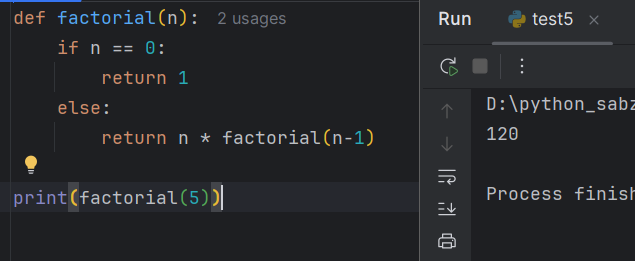 def factorial(n): 2 usages
if n == 0:
return 1
else:
return n * factorial(n-1)
print(factorial(5))
Run test5
D:\python_sabz
120
Process finish